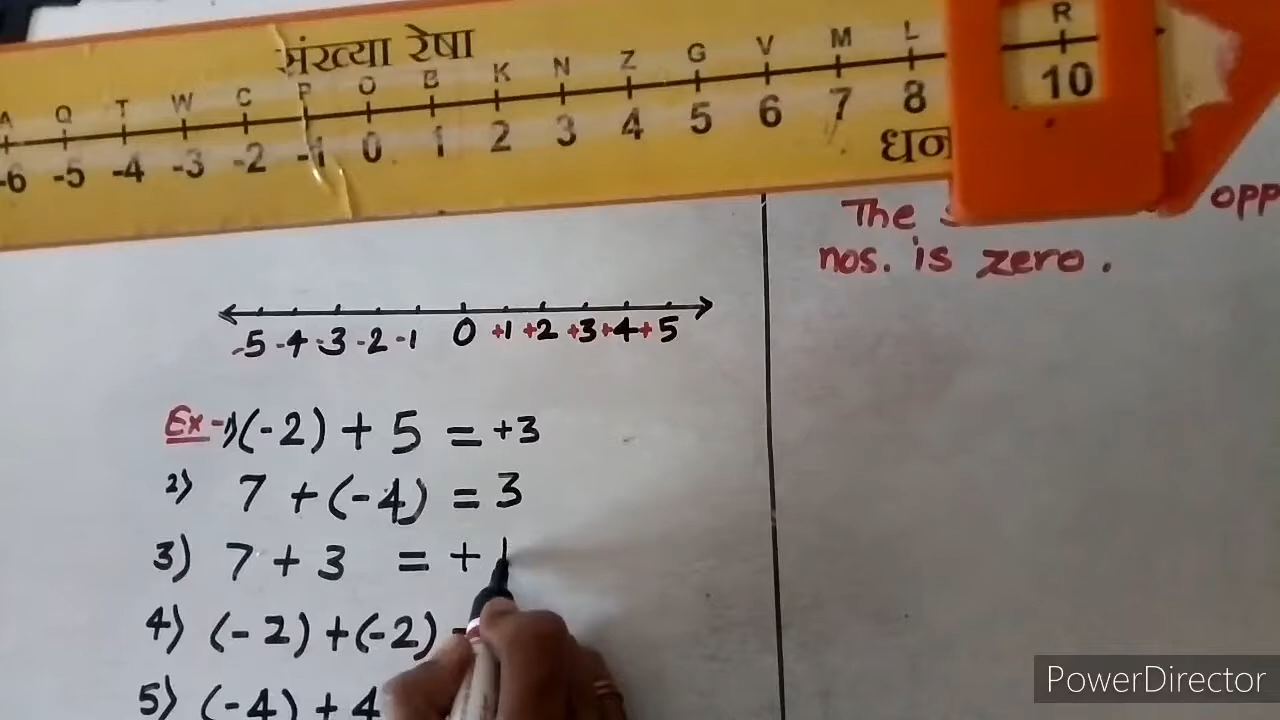 संख्या रेषा
A Q T W C P O B K N Z G V M L R
-6 -5 -4 -3 -2 -1 0 1 2 3 4 5 6 7 8 10
धन
The
opp
nos. is zero.
-5 -4 -3 -2 -1 0 +1 +2 +3 +4 +5
Ex-1) (-2) + 5 = +3
2) 7 + (-4) = 3
3) 7 + 3 = + 1
4) (-2) + (-2)
5) (-4) + 4
PowerDirector